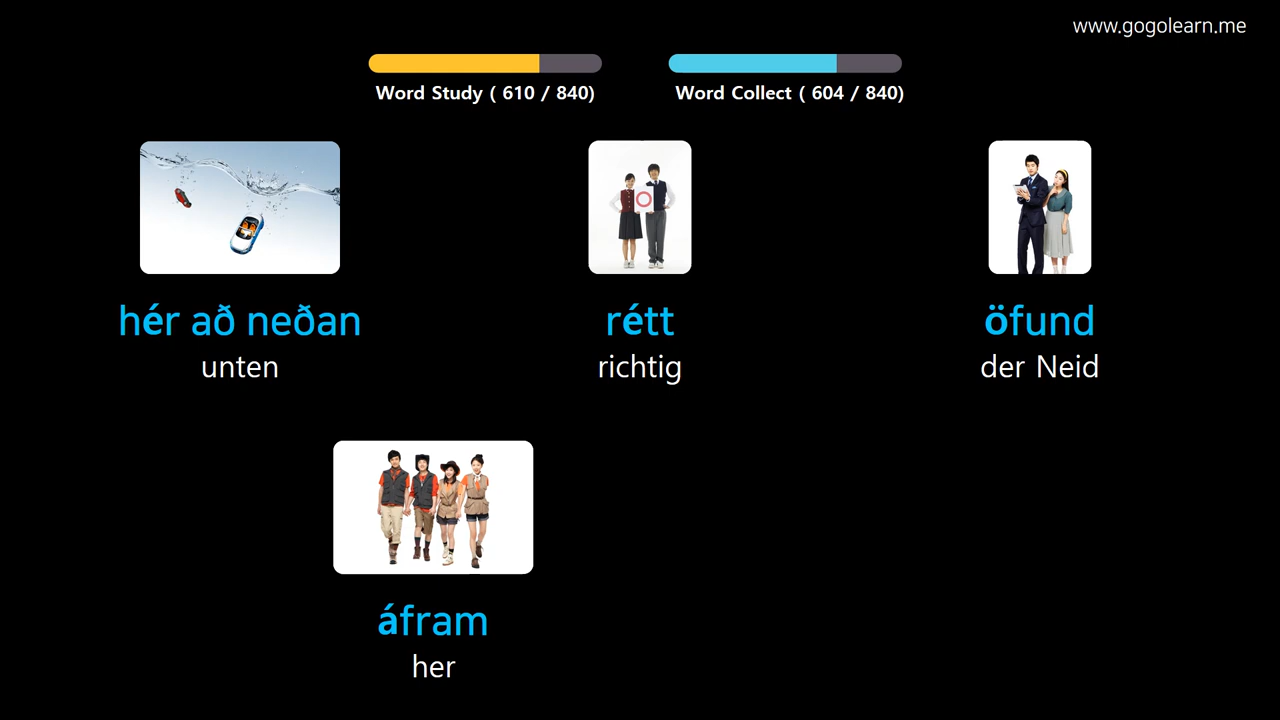 www.gogolearn.me
Word Study ( 610 / 840)
Word Collect ( 604 / 840)
hér að neðan
unten
rétt
richtig
öfund
der Neid
áfram
her